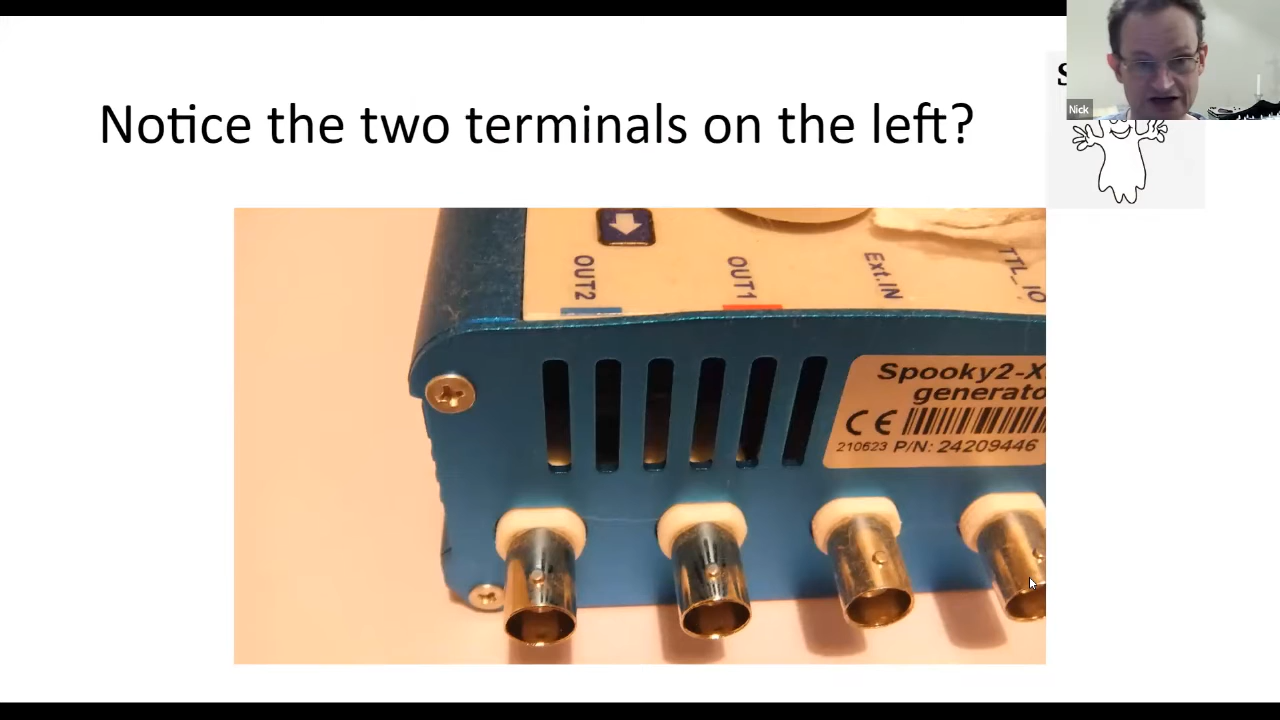 Notice the two terminals on the left?
S
Nick
OUT2
OUT1
Ext.IN
TTL_IO
Spooky2-X
generato
CE
210623 P/N: 24209446